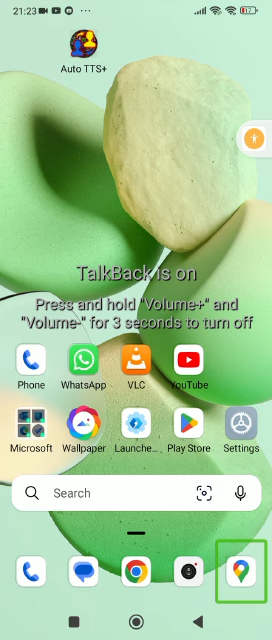 21:23
17
Auto TTS+
TalkBack is on
Press and hold "Volume+" and
"Volume-" for 3 seconds to turn off
Phone
WhatsApp
VLC
YouTube
Microsoft
Wallpaper
Launche...
Play Store
Settings
Search